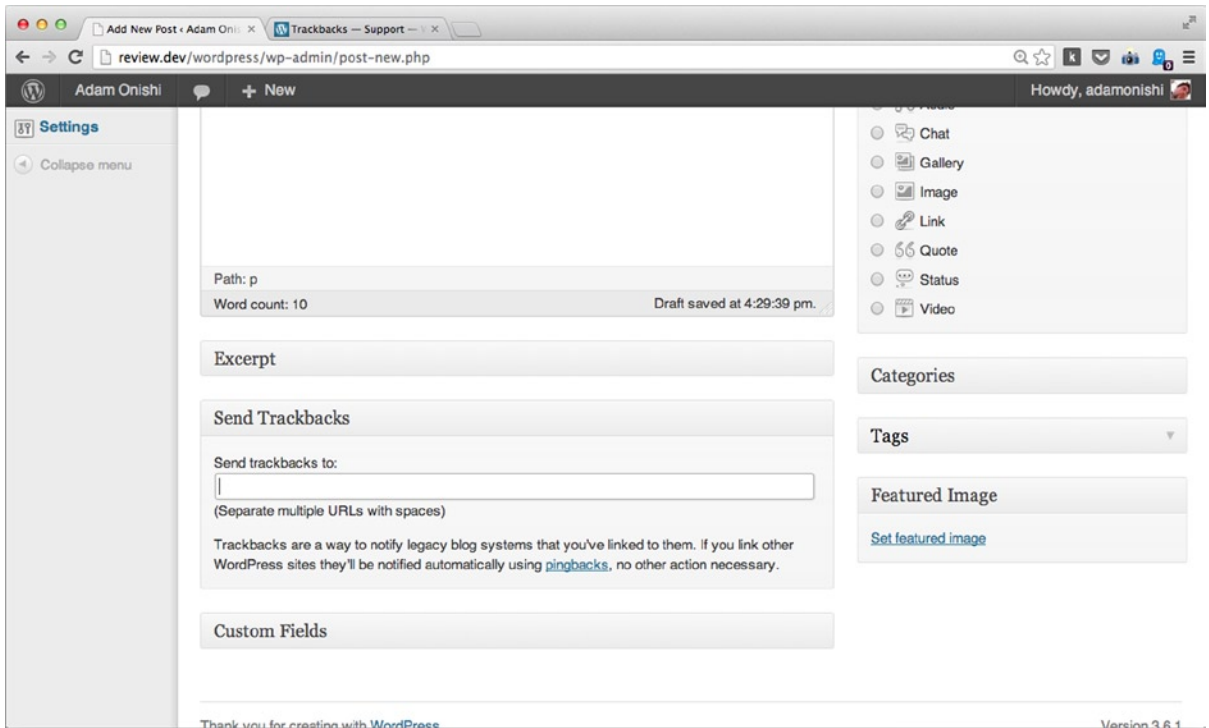 Add New Post ‹ Adam Onis
Trackbacks — Support —
review.dev/wordpress/wp-admin/post-new.php
k
0
Adam Onishi
New
Howdy, adamonishi
Settings
Collapse menu
Audio
Chat
Gallery
Image
Link
Quote
Status
Video
Path: p
Word count: 10
Draft saved at 4:29:39 pm.
Excerpt
Send Trackbacks
Send trackbacks to:
(Separate multiple URLs with spaces)
Trackbacks are a way to notify legacy blog systems that you've linked to them. If you link other
WordPress sites they'll be notified automatically using pingbacks, no other action necessary.
Custom Fields
Categories
Tags
Featured Image
Set featured image
Thank you for creating with WordPress
Version 3.6.1